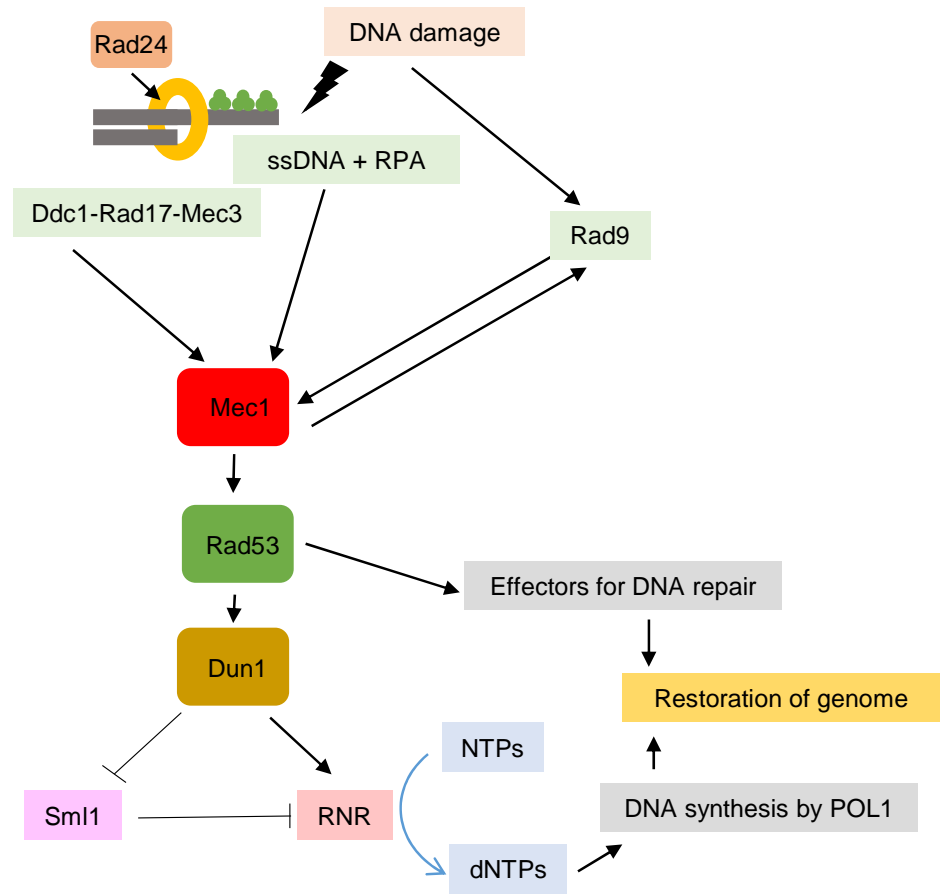 Rad24
DNA damage
ssDNA + RPA
Ddc1-Rad17-Mec3
Rad9
Mec1
Rad53
Effectors for DNA repair
Dun1
Restoration of genome
NTPs
Sml1
RNR
DNA synthesis by POL1
dNTPs